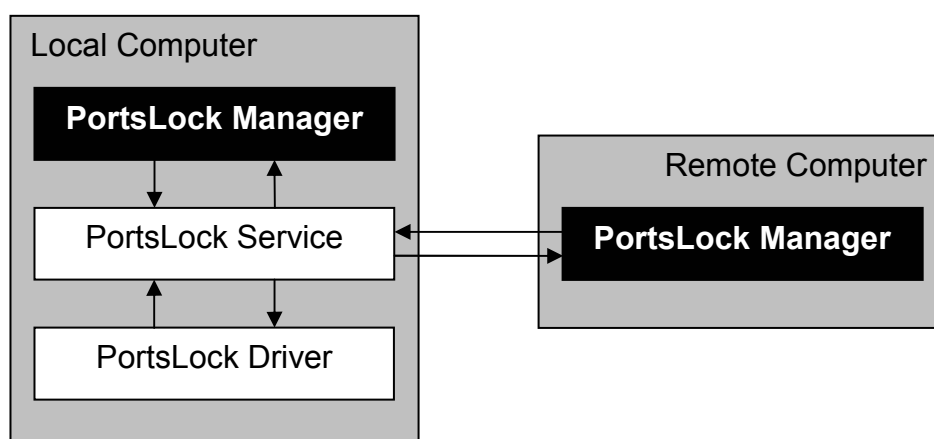 Local Computer
PortsLock Manager
PortsLock Service
PortsLock Driver
Remote Computer
PortsLock Manager